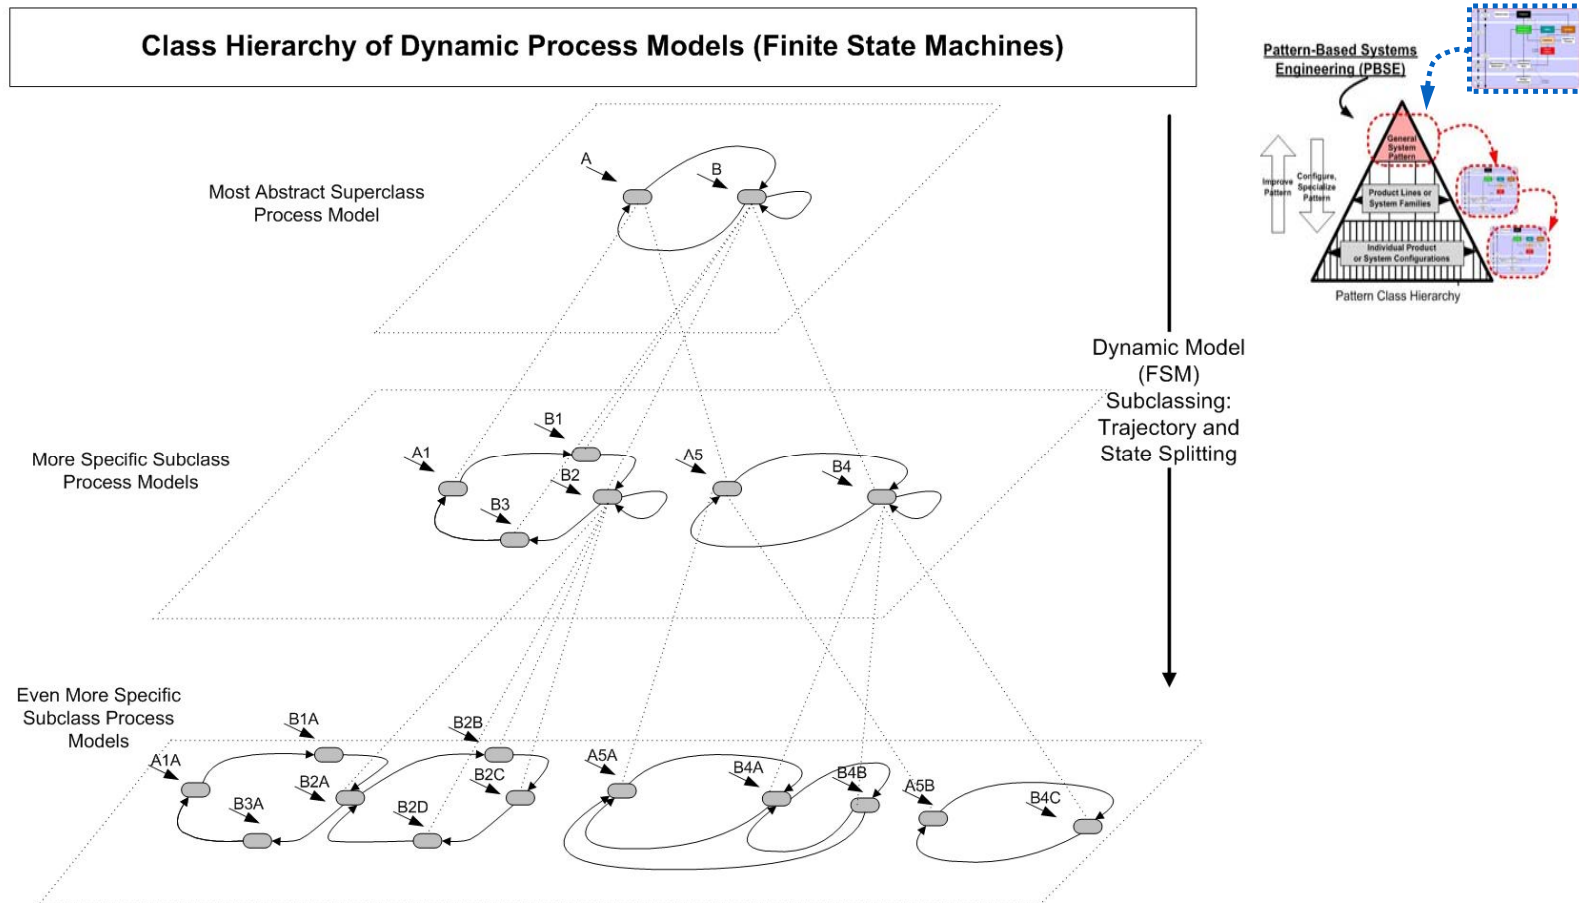 Class Hierarchy of Dynamic Process Models (Finite State Machines)
Pattern-Based Systems
Engineering (PBSE)
General
System
Pattern
Improve
Pattern
Configure,
Specialize
Pattern
Product Lines or
System Families
Individual Product
or System Configurations
Pattern Class Hierarchy
Most Abstract Superclass
Process Model
A
B
Dynamic Model
(FSM)
Subclassing:
Trajectory and
State Splitting
More Specific Subclass
Process Models
A1
B1
B2
B3
A5
B4
Even More Specific
Subclass Process
Models
A1A
B1A
B2A
B3A
B2B
B2C
B2D
A5A
B4A
B4B
A5B
B4C